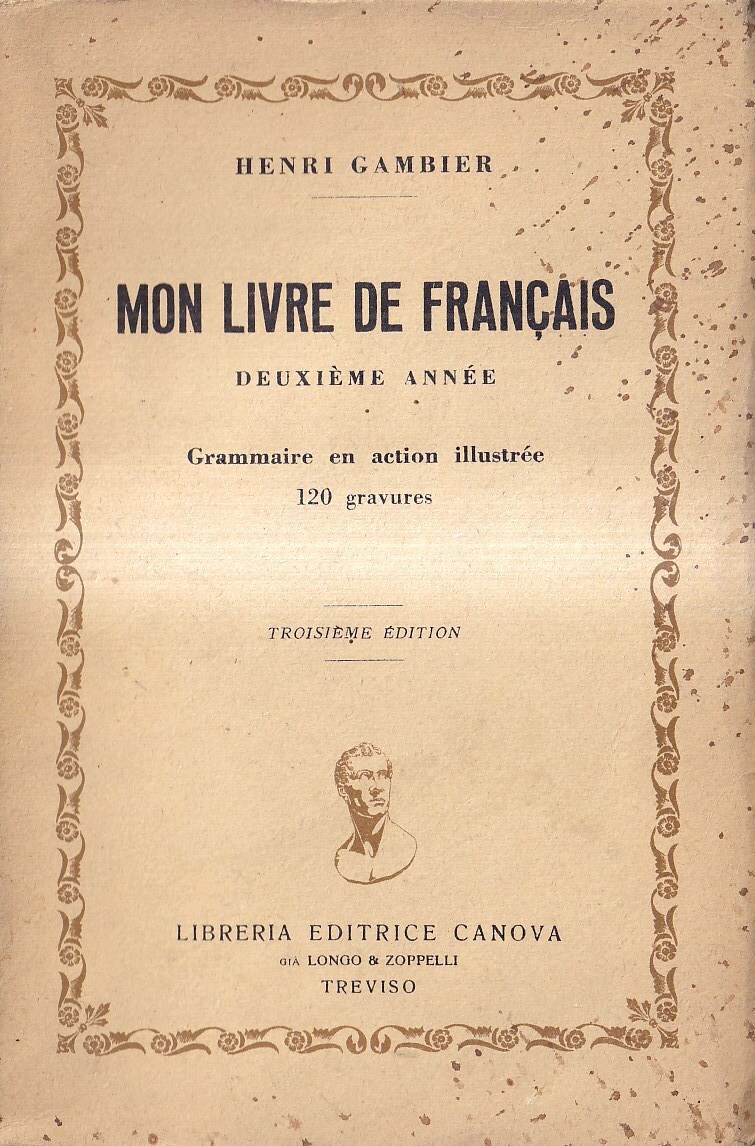 HENRI GAMBIER
MON LIVRE DE FRANÇAIS
DEUXIÈME ANNÉE
Grammaire en action illustrée
120 gravures
TROISIÈME ÉDITION
LIBRERIA EDITRICE CANOVA
GIÀ LONGO & ZOPPELLI
TREVISO